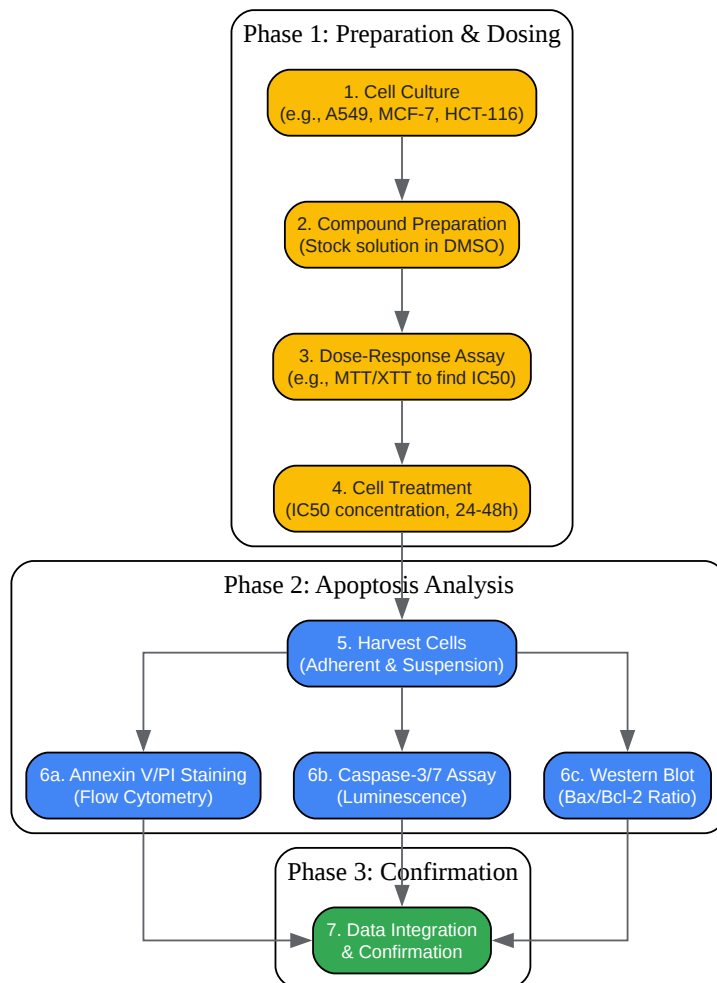 Phase 1: Preparation & Dosing
1. Cell Culture
(e.g., A549, MCF-7, HCT-116)
2. Compound Preparation
(Stock solution in DMSO)
3. Dose-Response Assay
(e.g., MTT/XTT to find IC50)
4. Cell Treatment
(IC50 concentration, 24-48h)
Phase 2: Apoptosis Analysis
5. Harvest Cells
(Adherent & Suspension)
6a. Annexin V/PI Staining
(Flow Cytometry)
6b. Caspase-3/7 Assay
(Luminescence)
6c. Western Blot
(Bax/Bcl-2 Ratio)
Phase 3: Confirmation
7. Data Integration
& Confirmation